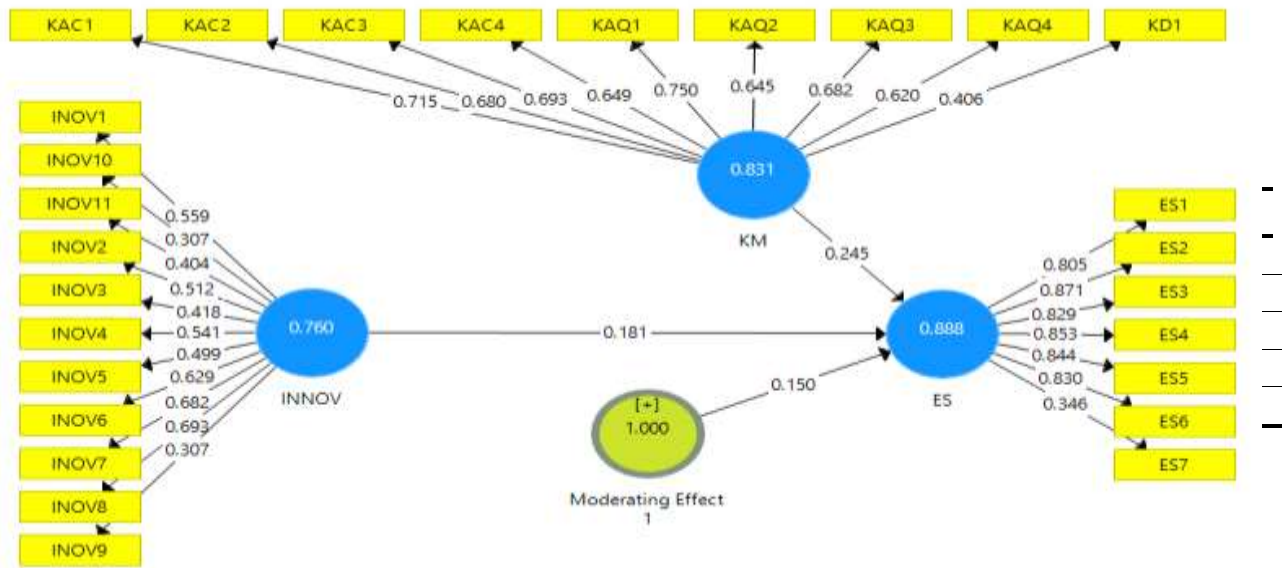 KAC1 KAC2 KAC3 KAC4 KAQ1 KAQ2 KAQ3 KAQ4 KD1
0.715 0.680 0.693 0.649 0.750 0.645 0.682 0.620 0.406
0.831
KM
0.245
INOV1
INOV10
INOV11
INOV2
INOV3
INOV4
INOV5
INOV6
INOV7
INOV8
INOV9
0.559
0.307
0.404
0.512
0.418
0.541
0.499
0.629
0.682
0.693
0.307
0.760
INNOV
0.181
[+]
1.000
Moderating Effect
1
0.150
0.888
ES
0.805
0.871
0.829
0.853
0.844
0.830
0.346
ES1
ES2
ES3
ES4
ES5
ES6
ES7